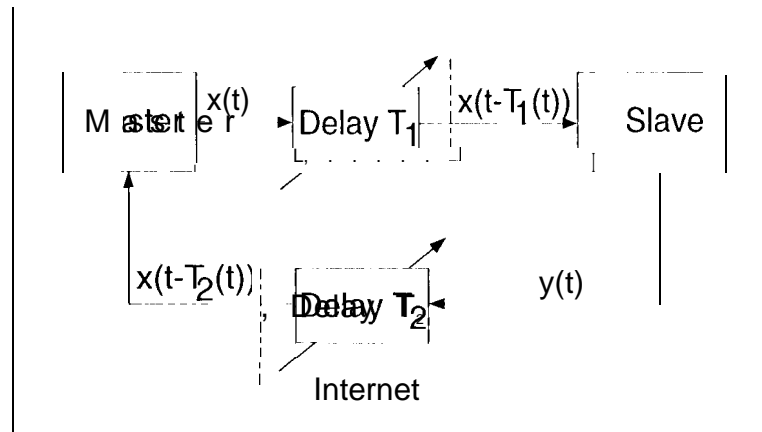 Master
x(t)
Delay T1
x(t-T1(t))
Slave
x(t-T2(t))
Delay T2
y(t)
Internet